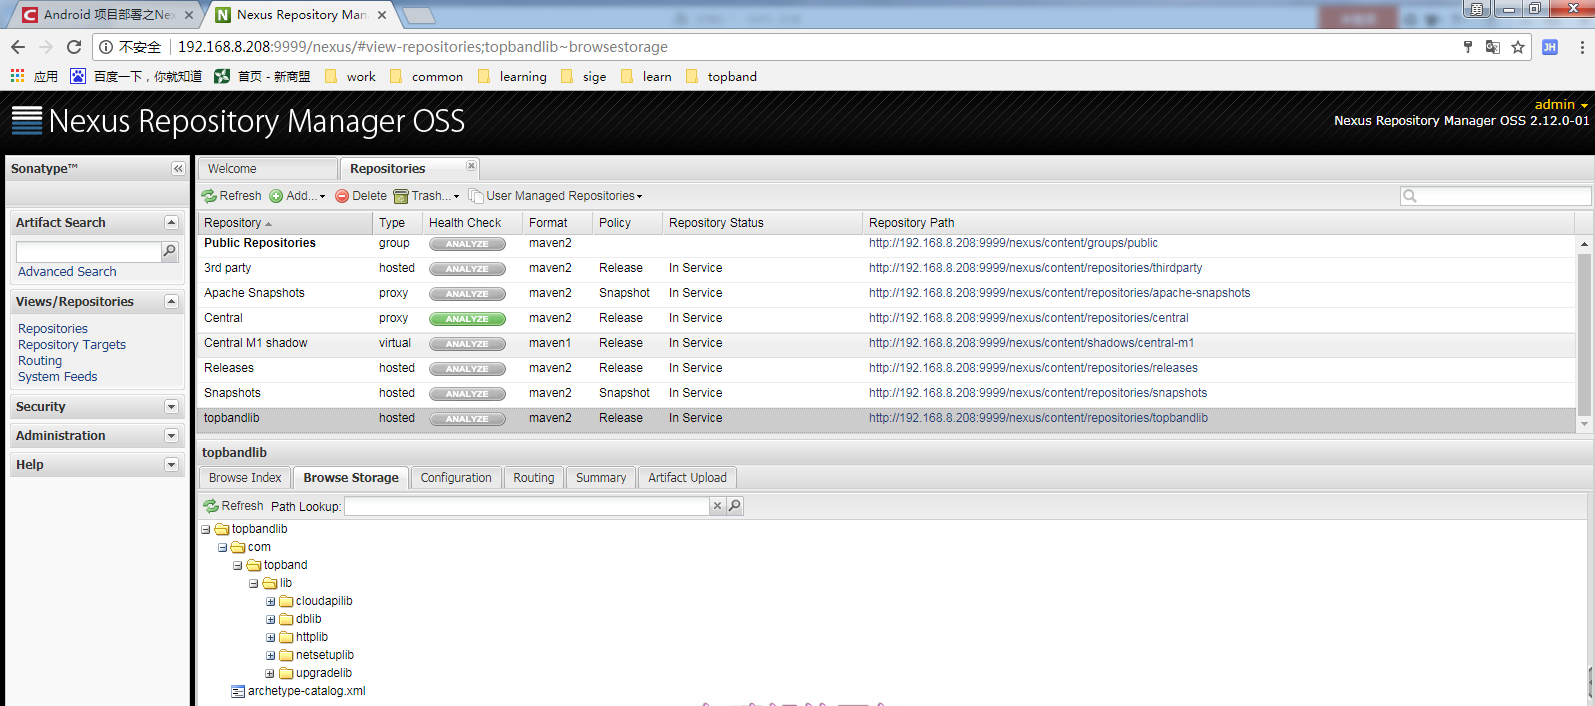 Android 项目部署之Nex
Nexus Repository Man
不安全 192.168.8.208:9999/nexus/#view-repositories;topbandlib~browsestorage
JH
应用 百度一下，你就知道 首页 - 新商盟 work common learning sige learn topband
Nexus Repository Manager OSS
admin
Nexus Repository Manager OSS 2.12.0-01
Sonatype™
Artifact Search
Advanced Search
Views/Repositories
Repositories
Repository Targets
Routing
System Feeds
Security
Administration
Help
Welcome Repositories
Refresh Add... Delete Trash... User Managed Repositories
Repository Type Health Check Format Policy Repository Status Repository Path
Public Repositories group ANALYZE maven2 http://192.168.8.208:9999/nexus/content/groups/public
3rd party hosted ANALYZE maven2 Release In Service http://192.168.8.208:9999/nexus/content/repositories/thirdparty
Apache Snapshots proxy ANALYZE maven2 Snapshot In Service http://192.168.8.208:9999/nexus/content/repositories/apache-snapshots
Central proxy ANALYZE maven2 Release In Service http://192.168.8.208:9999/nexus/content/repositories/central
Central M1 shadow virtual ANALYZE maven1 Release In Service http://192.168.8.208:9999/nexus/content/shadows/central-m1
Releases hosted ANALYZE maven2 Release In Service http://192.168.8.208:9999/nexus/content/repositories/releases
Snapshots hosted ANALYZE maven2 Snapshot In Service http://192.168.8.208:9999/nexus/content/repositories/snapshots
topbandlib hosted ANALYZE maven2 Release In Service http://192.168.8.208:9999/nexus/content/repositories/topbandlib
topbandlib
Browse Index Browse Storage Configuration Routing Summary Artifact Upload
Refresh Path Lookup:
topbandlib
com
topband
lib
cloudapilib
dblib
httplib
netsetuplib
upgradelib
archetype-catalog.xml